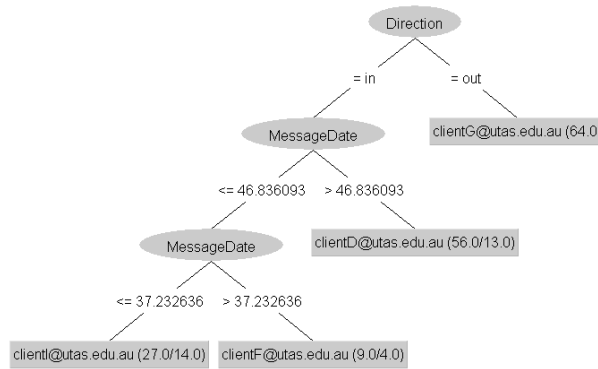 Direction
= in
= out
MessageDate
clientG@utas.edu.au (64.0
<= 46.836093
> 46.836093
MessageDate
clientD@utas.edu.au (56.0/13.0)
<= 37.232636
> 37.232636
clientI@utas.edu.au (27.0/14.0)
clientF@utas.edu.au (9.0/4.0)